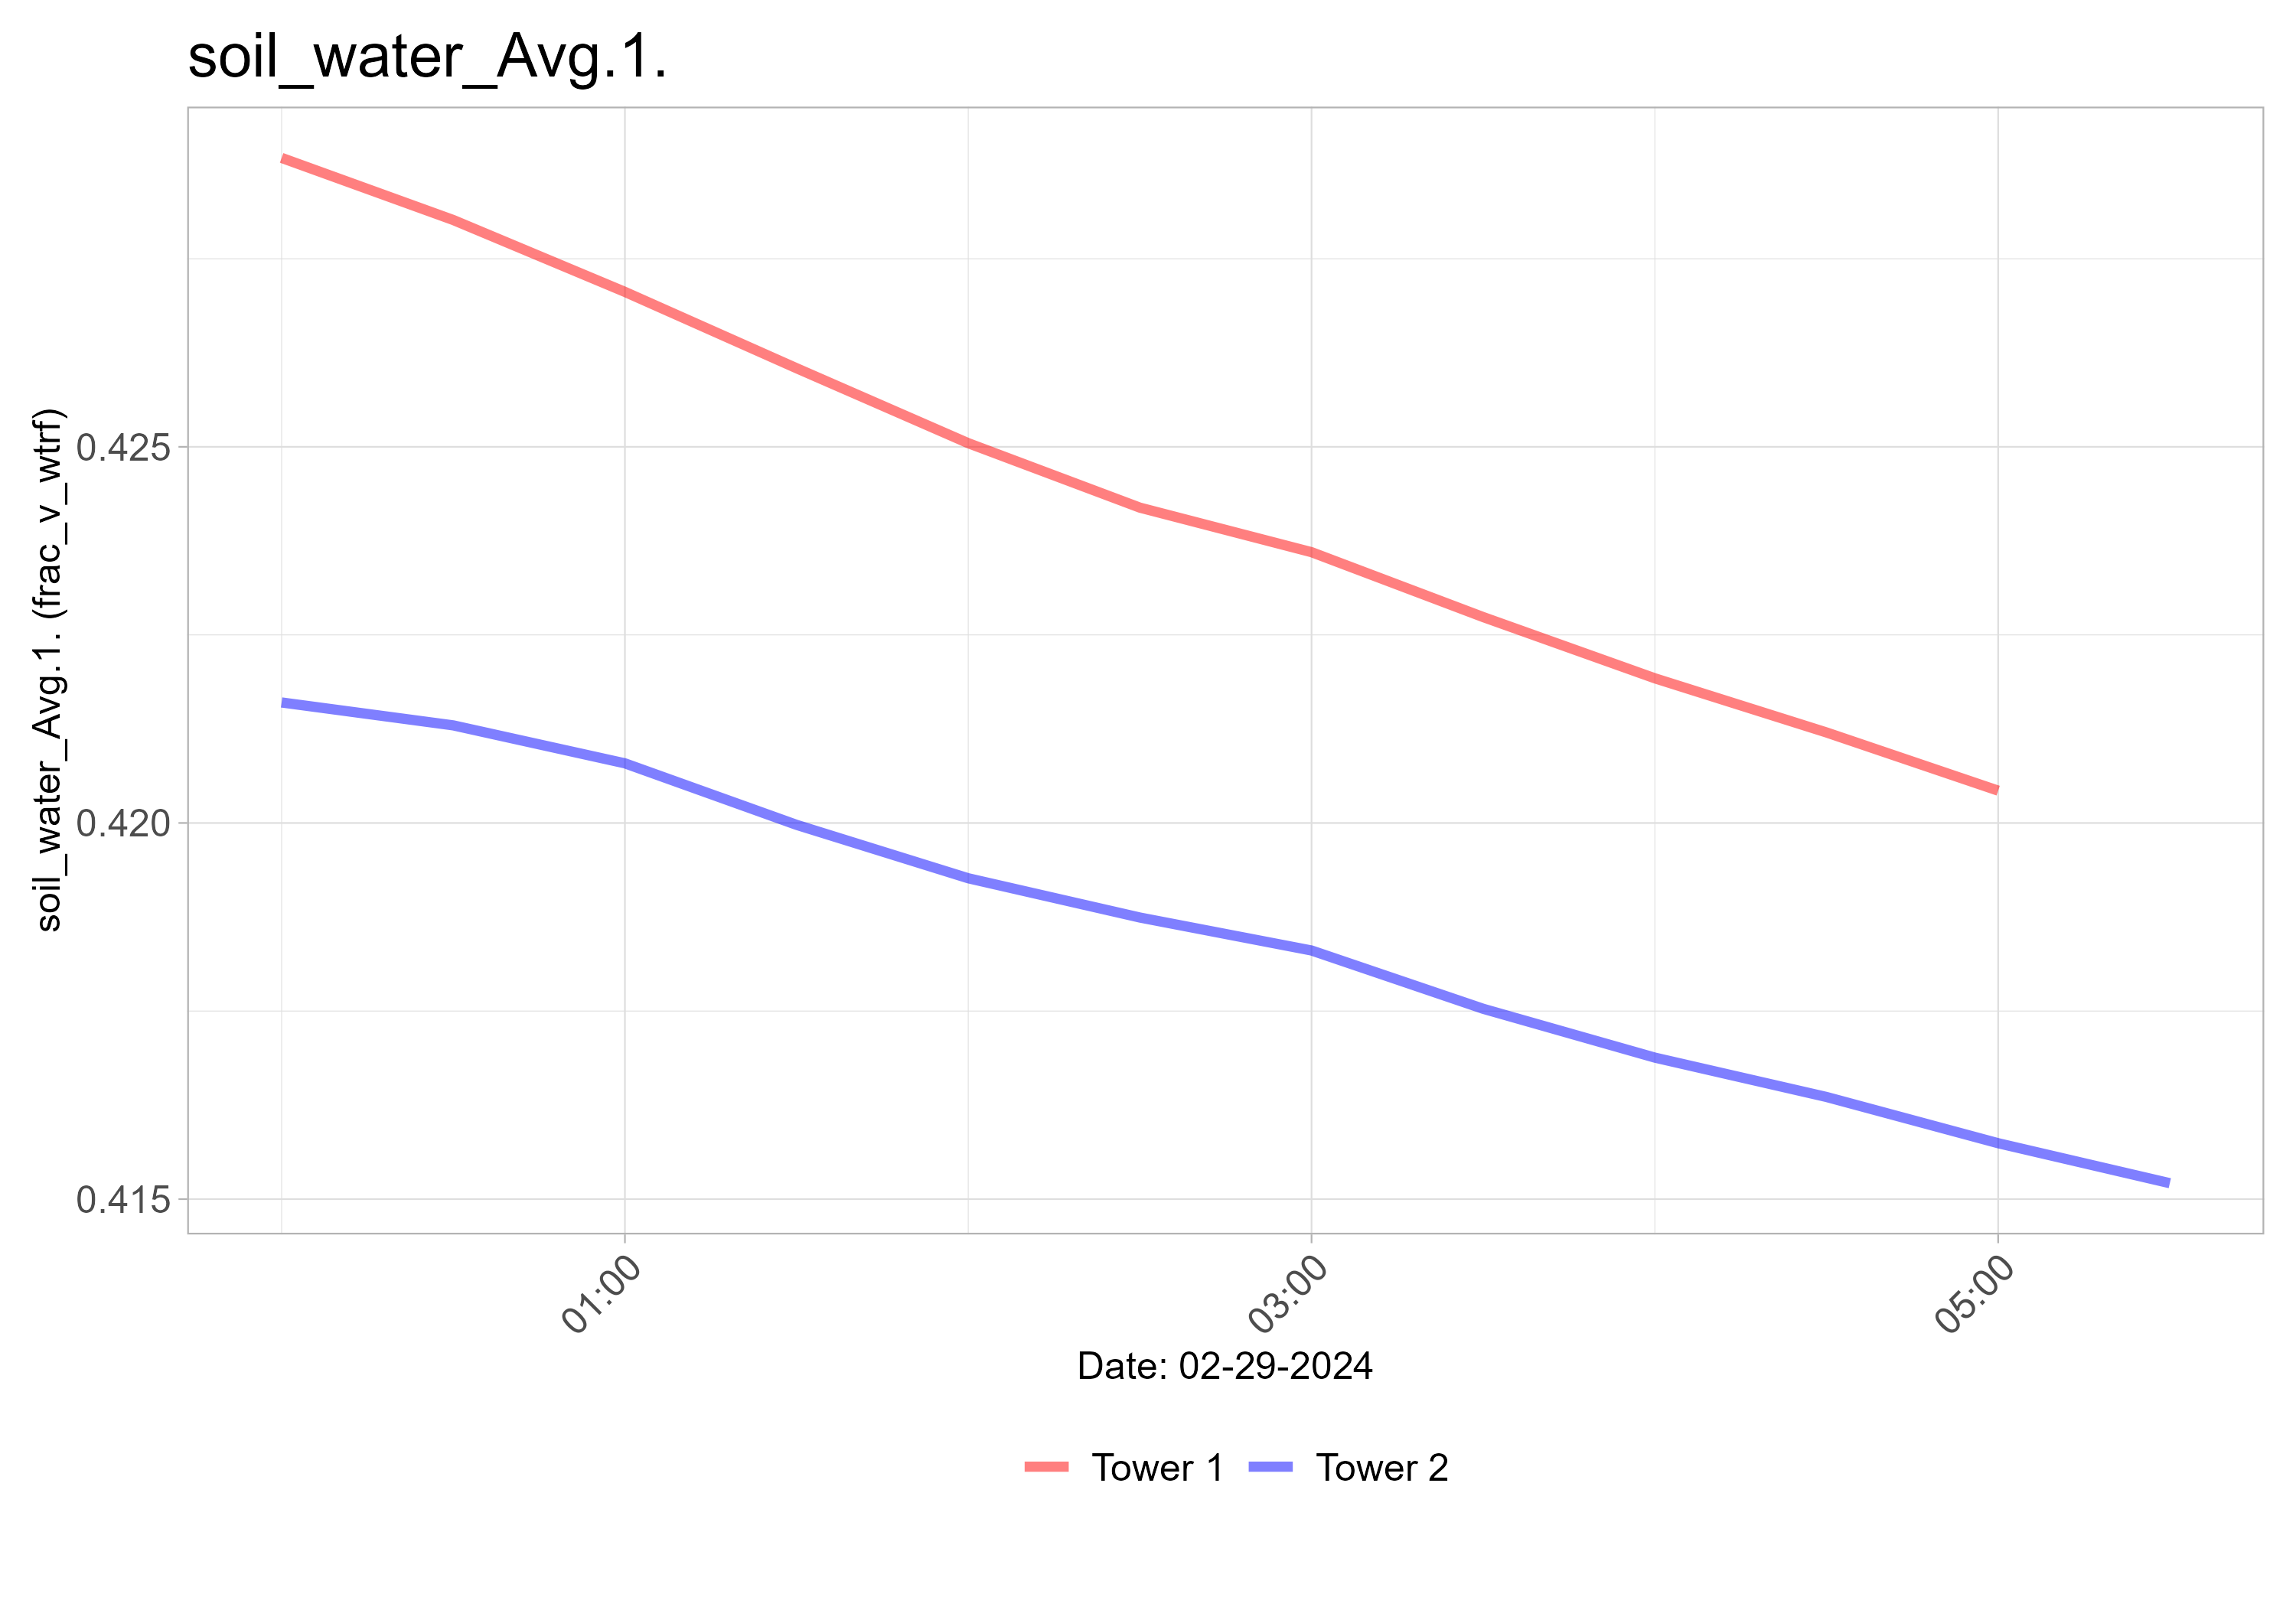 soil_water_Avg.1.
soil_water_Avg.1. (frac_v_wtrf)
0.425
0.420
0.415
01:00
03:00
05:00
Date: 02-29-2024
Tower 1
Tower 2